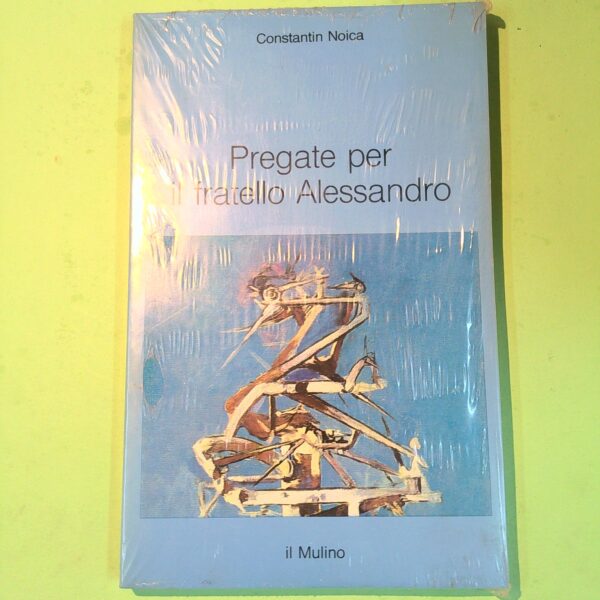 Constantin Noica
Pregate per
il fratello Alessandro
il Mulino